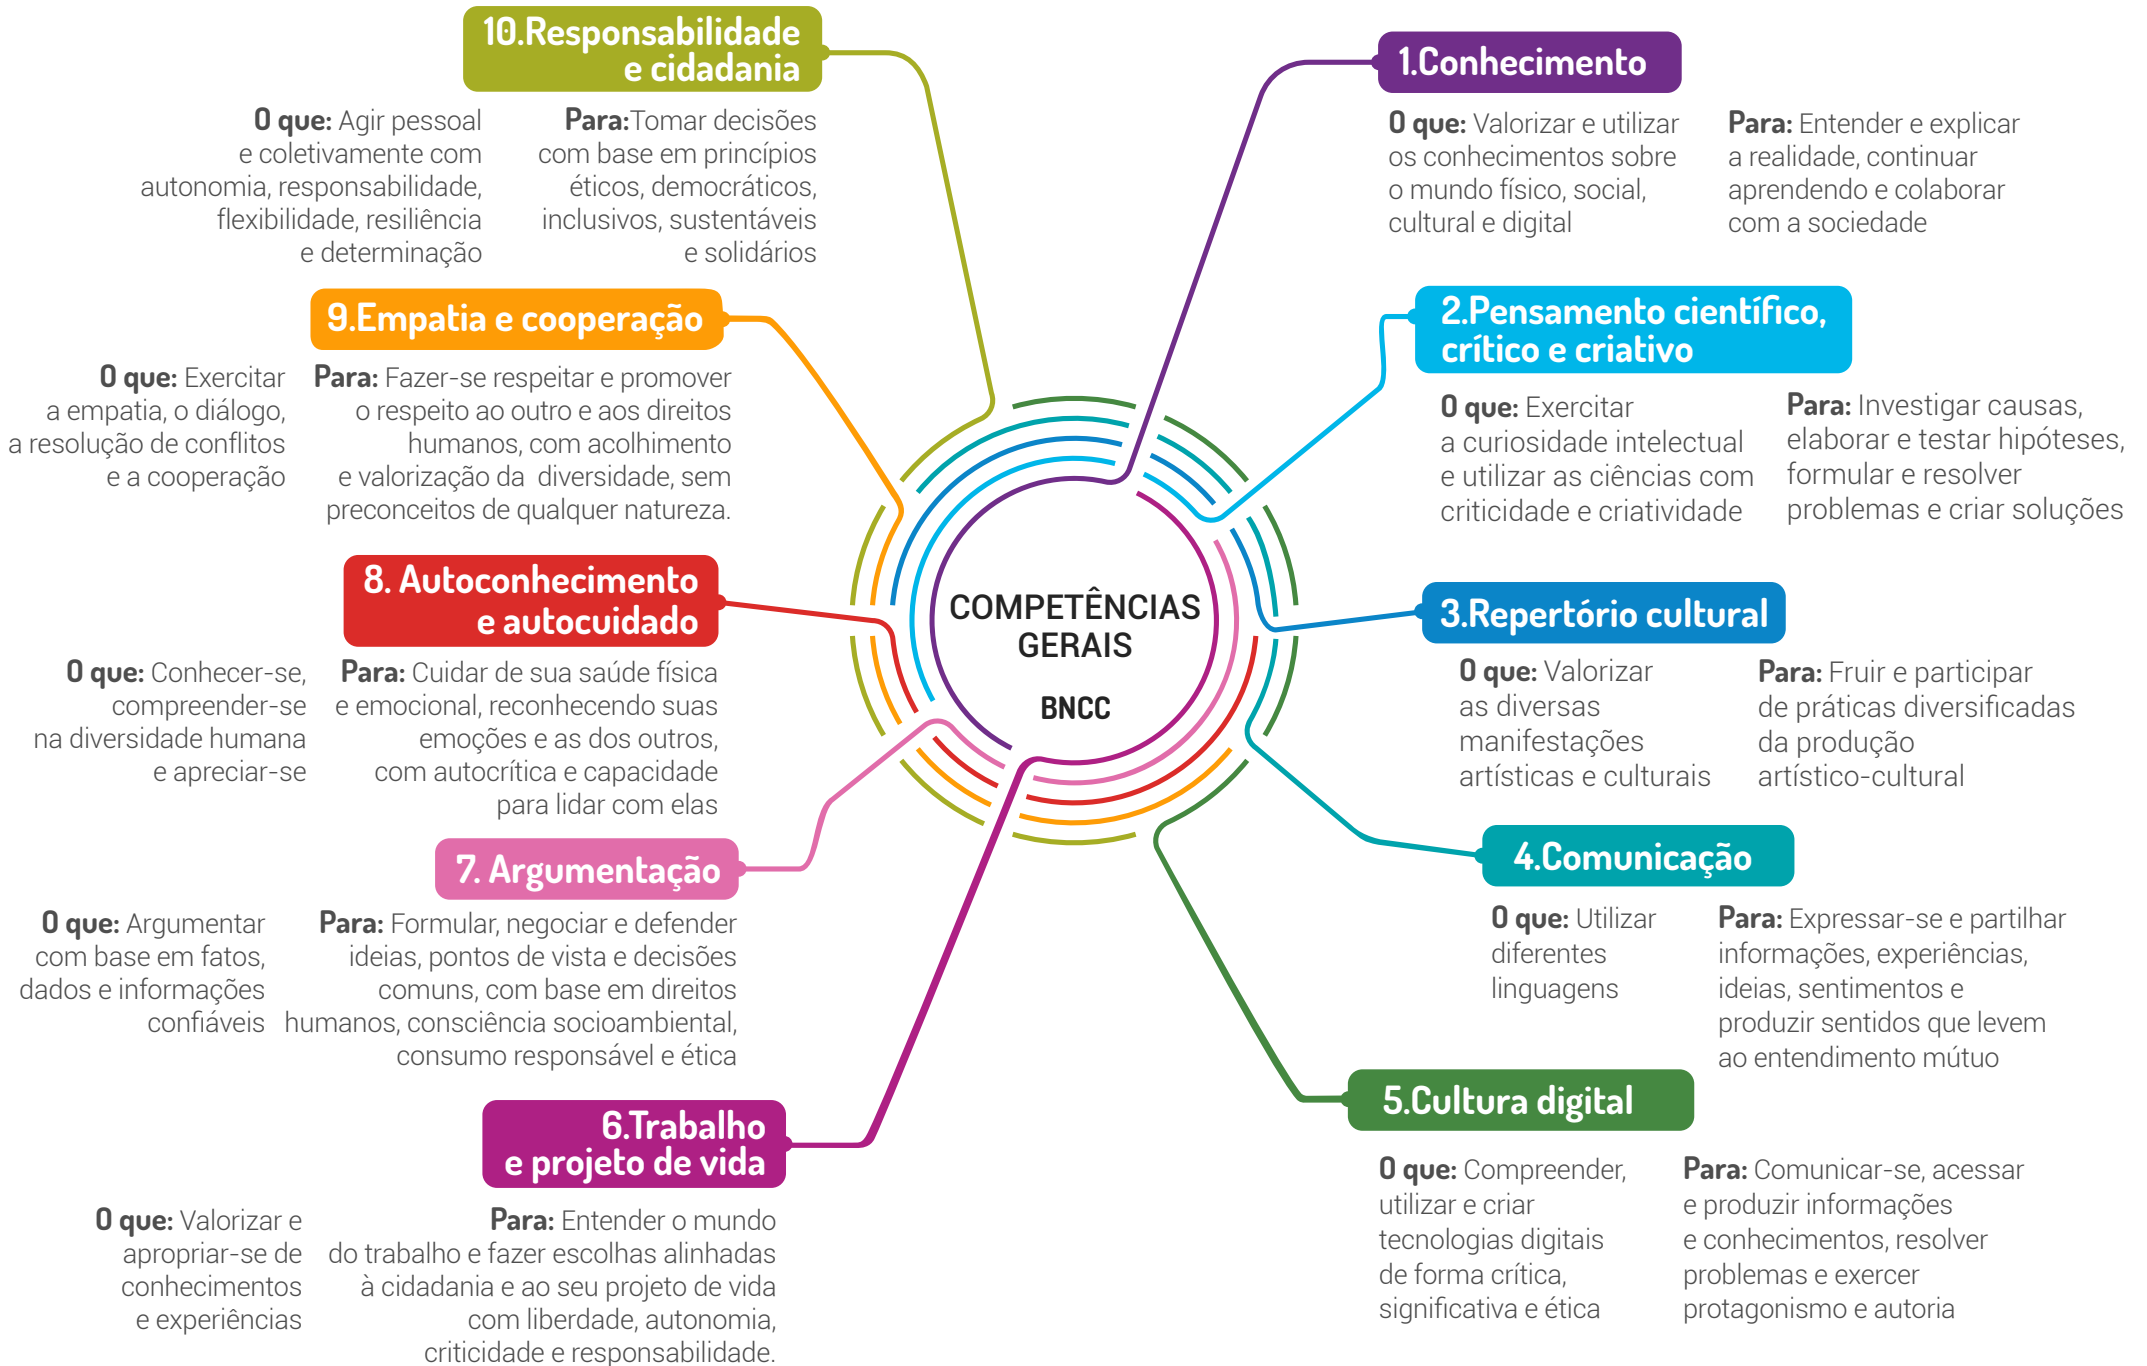 COMPETÊNCIAS
GERAIS
BNCC
1.Conhecimento
O que: Valorizar e utilizar
os conhecimentos sobre
o mundo físico, social,
cultural e digital
Para: Entender e explicar
a realidade, continuar
aprendendo e colaborar
com a sociedade
2.Pensamento científico,
crítico e criativo
O que: Exercitar
a curiosidade intelectual
e utilizar as ciências com
criticidade e criatividade
Para: Investigar causas,
elaborar e testar hipóteses,
formular e resolver
problemas e criar soluções
3.Repertório cultural
O que: Valorizar
as diversas
manifestações
artísticas e culturais
Para: Fruir e participar
de práticas diversificadas
da produção
artístico-cultural
4.Comunicação
O que: Utilizar
diferentes
linguagens
Para: Expressar-se e partilhar
informações, experiências,
ideias, sentimentos e
produzir sentidos que levem
ao entendimento mútuo
5.Cultura digital
O que: Compreender,
utilizar e criar
tecnologias digitais
de forma crítica,
significativa e ética
Para: Comunicar-se, acessar
e produzir informações
e conhecimentos, resolver
problemas e exercer
protagonismo e autoria
6.Trabalho
e projeto de vida
O que: Valorizar e
apropriar-se de
conhecimentos
e experiências
Para: Entender o mundo
do trabalho e fazer escolhas alinhadas
à cidadania e ao seu projeto de vida
com liberdade, autonomia,
criticidade e responsabilidade.
7. Argumentação
O que: Argumentar
com base em fatos,
dados e informações
confiáveis
Para: Formular, negociar e defender
ideias, pontos de vista e decisões
comuns, com base em direitos
humanos, consciência socioambiental,
consumo responsável e ética
8. Autoconhecimento
e autocuidado
O que: Conhecer-se,
compreender-se
na diversidade humana
e apreciar-se
Para: Cuidar de sua saúde física
e emocional, reconhecendo suas
emoções e as dos outros,
com autocrítica e capacidade
para lidar com elas
9.Empatia e cooperação
O que: Exercitar
a empatia, o diálogo,
a resolução de conflitos
e a cooperação
Para: Fazer-se respeitar e promover
o respeito ao outro e aos direitos
humanos, com acolhimento
e valorização da diversidade, sem
preconceitos de qualquer natureza.
10.Responsabilidade
e cidadania
O que: Agir pessoal
e coletivamente com
autonomia, responsabilidade,
flexibilidade, resiliência
e determinação
Para:Tomar decisões
com base em princípios
éticos, democráticos,
inclusivos, sustentáveis
e solidários